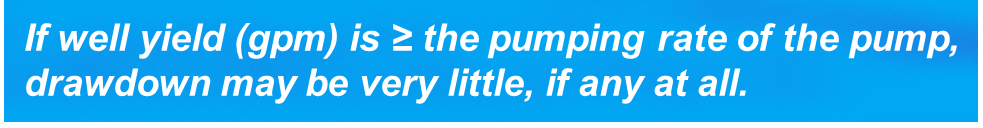 If well yield (gpm) is ≥ the pumping rate of the pump,
drawdown may be very little, if any at all.